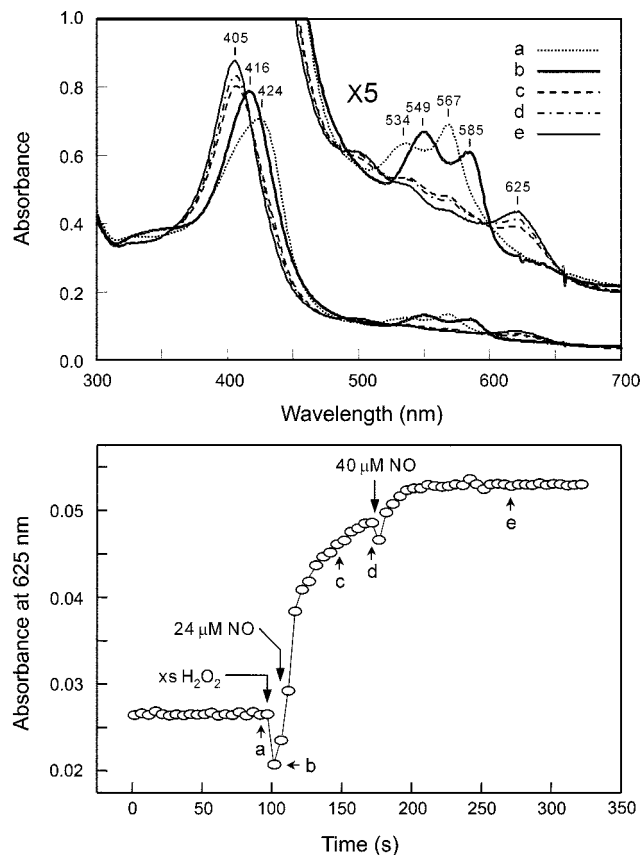 1.0
0.8
0.6
0.4
0.2
0.0
Absorbance
405
416
424
X5
534
549
567
585
625
a
b
c
d
e
300
400
500
600
700
Wavelength (nm)
0.05
0.04
0.03
0.02
Absorbance at 625 nm
40 μM NO
24 μM NO
xs H₂O₂
a
b
c
d
e
0
50
100
150
200
250
300
350
Time (s)